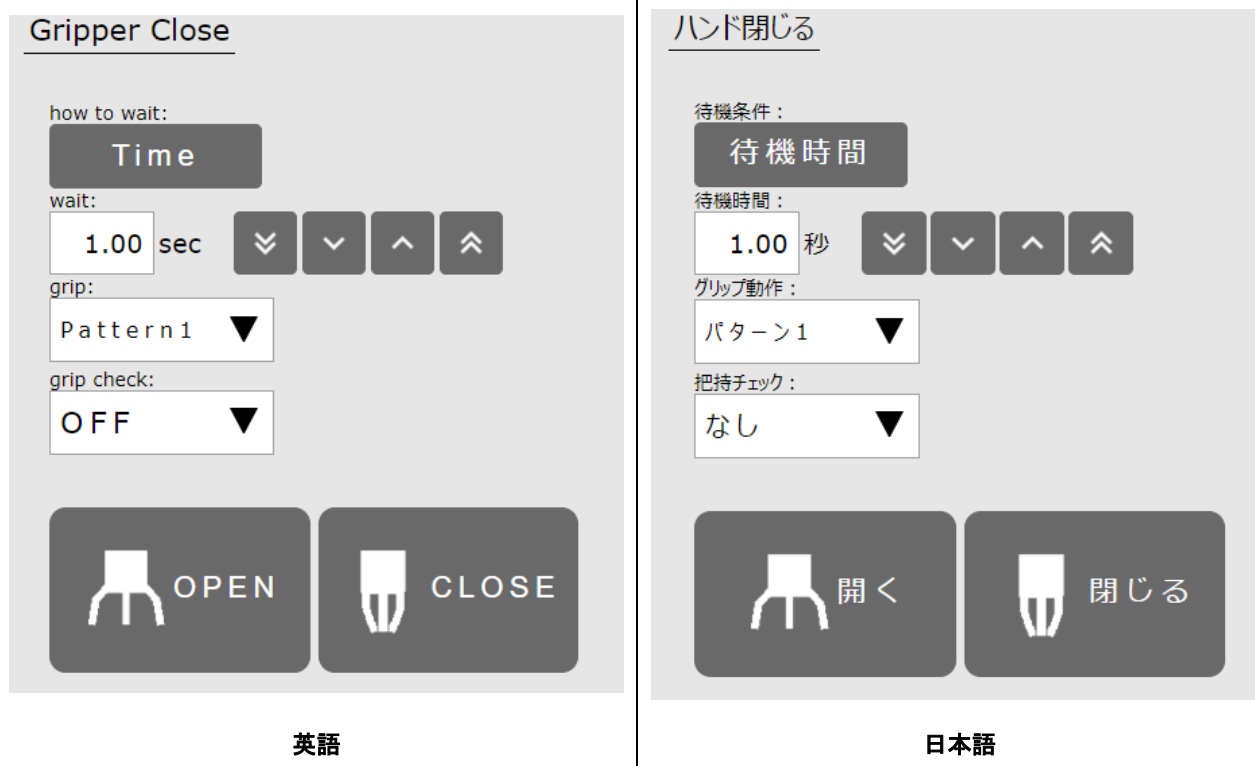 Gripper Close
how to wait:
Time
wait:
1.00 sec
grip:
Pattern1
grip check:
OFF
OPEN CLOSE
英語
ハンド閉じる
待機条件：
待機時間
待機時間：
1.00 秒
グリップ動作：
パターン1
把持チェック：
なし
開く 閉じる
日本語